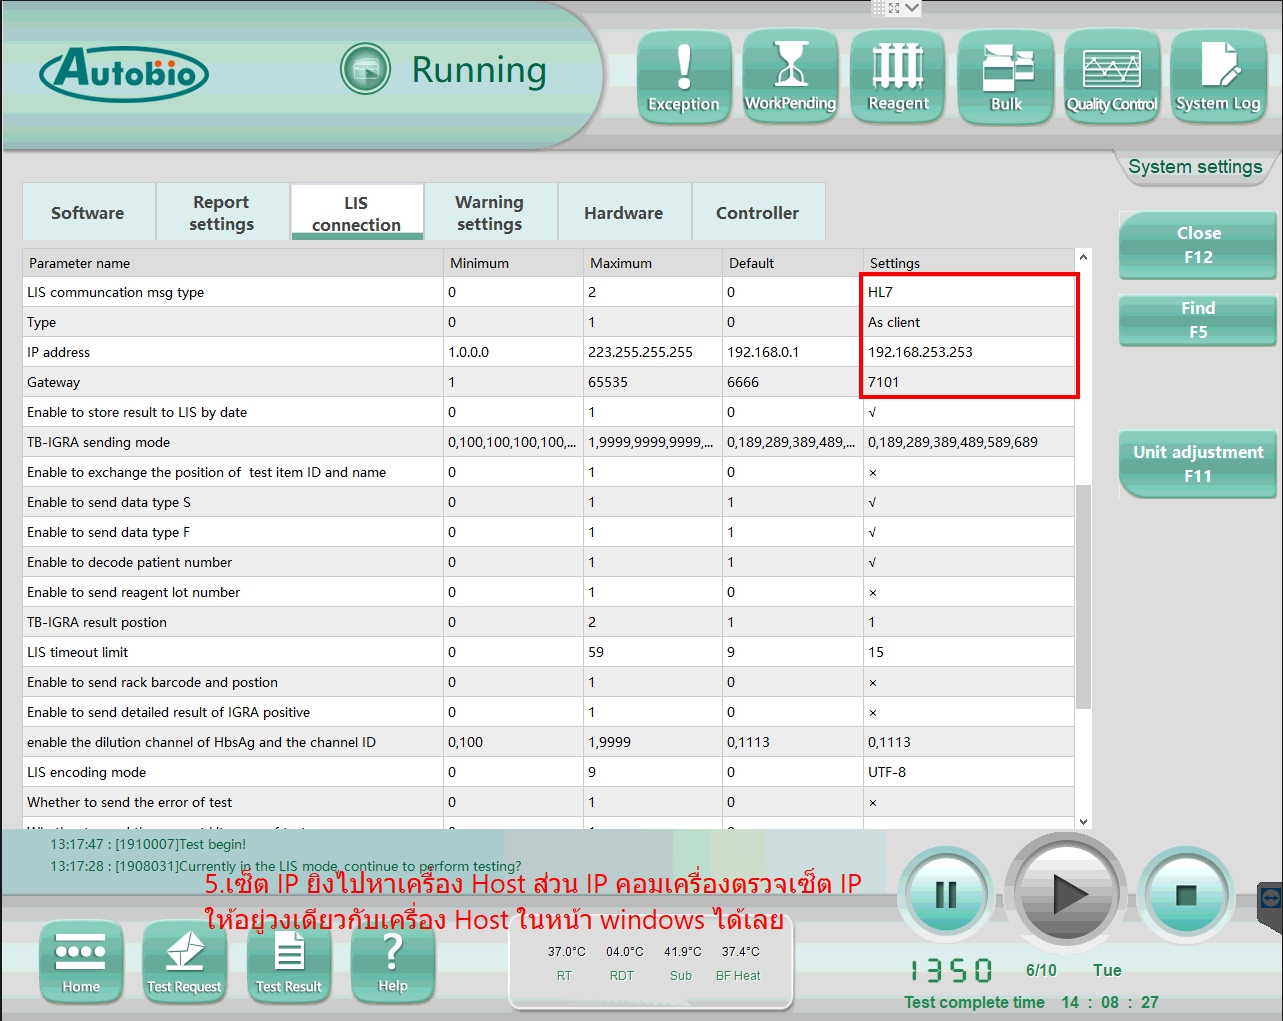 Autobio
Running
Exception
WorkPending
Reagent
Bulk
Quality Control
System Log
System settings
Software
Report settings
LIS connection
Warning settings
Hardware
Controller
Close F12
Find F5
Unit adjustment F11
Parameter name Minimum Maximum Default Settings
LIS communcation msg type 0 2 0 HL7
Type 0 1 0 As client
IP address 1.0.0.0 223.255.255.255 192.168.0.1 192.168.253.253
Gateway 1 65535 6666 7101
Enable to store result to LIS by date 0 1 0 √
TB-IGRA sending mode 0,100,100,100,100,... 1,9999,9999,9999,... 0,189,289,389,489,... 0,189,289,389,489,589,689
Enable to exchange the position of  test item ID and name 0 1 0 ×
Enable to send data type S 0 1 1 √
Enable to send data type F 0 1 1 √
Enable to decode patient number 0 1 1 √
Enable to send reagent lot number 0 1 0 ×
TB-IGRA result postion 0 2 1 1
LIS timeout limit 0 59 9 15
Enable to send rack barcode and postion 0 1 0 ×
Enable to send detailed result of IGRA positive 0 1 0 ×
enable the dilution channel of HbsAg and the channel ID 0,100 1,9999 0,1113 0,1113
LIS encoding mode 0 9 0 UTF-8
Whether to send the error of test 0 1 0 ×
13:17:47 : [1910007]Test begin!
13:17:28 : [1908031]Currently in the LIS mode, continue to perform testing?
5.เซ็ต IP ยิงไปหาเครื่อง Host ส่วน IP คอมเครื่องตรวจเซ็ต IP
ให้อยู่วงเดียวกับเครื่อง Host ในหน้า windows ได้เลย
Home
Test Request
Test Result
Help
37.0°C 04.0°C 41.9°C 37.4°C
RT RDT Sub BF Heat
1350 6/10 Tue
Test complete time 14 : 08 : 27